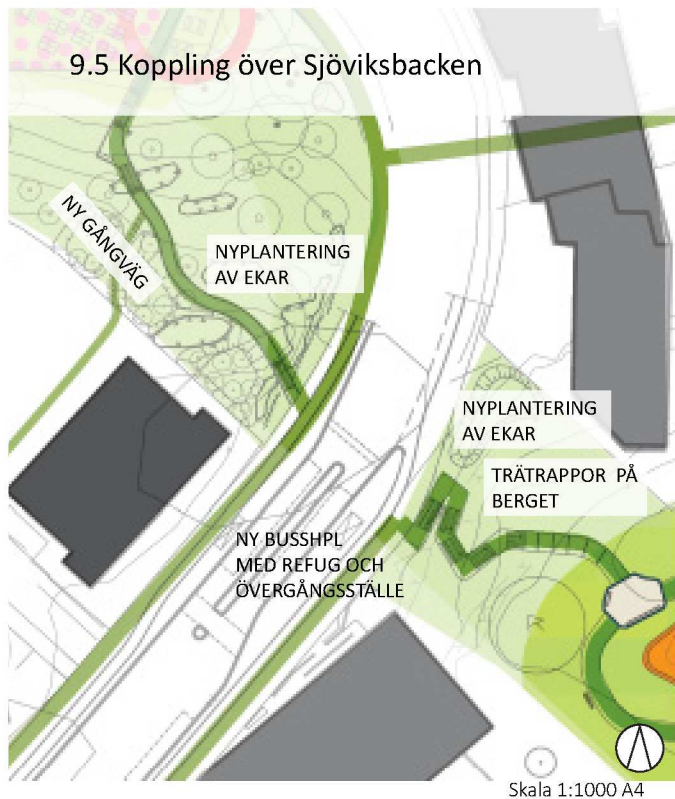 9.5 Koppling över Sjöviksbacken
NY GÅNGVÄG
NYPLANTERING
AV EKAR
NYPLANTERING
AV EKAR
TRÄTRAPPOR PÅ
BERGET
NY BUSSHPL
MED REFUG OCH
ÖVERGÅNGSSTÄLLE
Skala 1:1000 A4